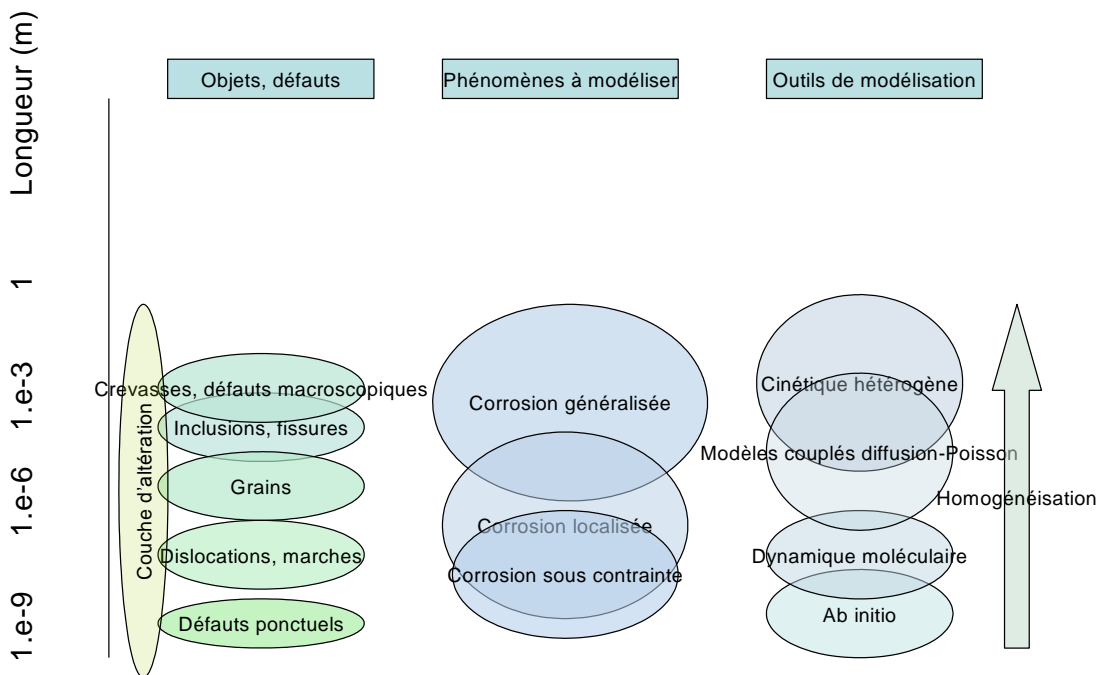 Longueur (m)
Objets, défauts
Phénomènes à modéliser
Outils de modélisation
1
1.e-3
1.e-6
1.e-9
Couche d'altération
Crevasses, défauts macroscopiques
Inclusions, fissures
Grains
Dislocations, marches
Défauts ponctuels
Corrosion généralisée
Corrosion localisée
Corrosion sous contrainte
Cinétique hétérogène
Modèles couplés diffusion-Poisson
Homogénéisation
Dynamique moléculaire
Ab initio